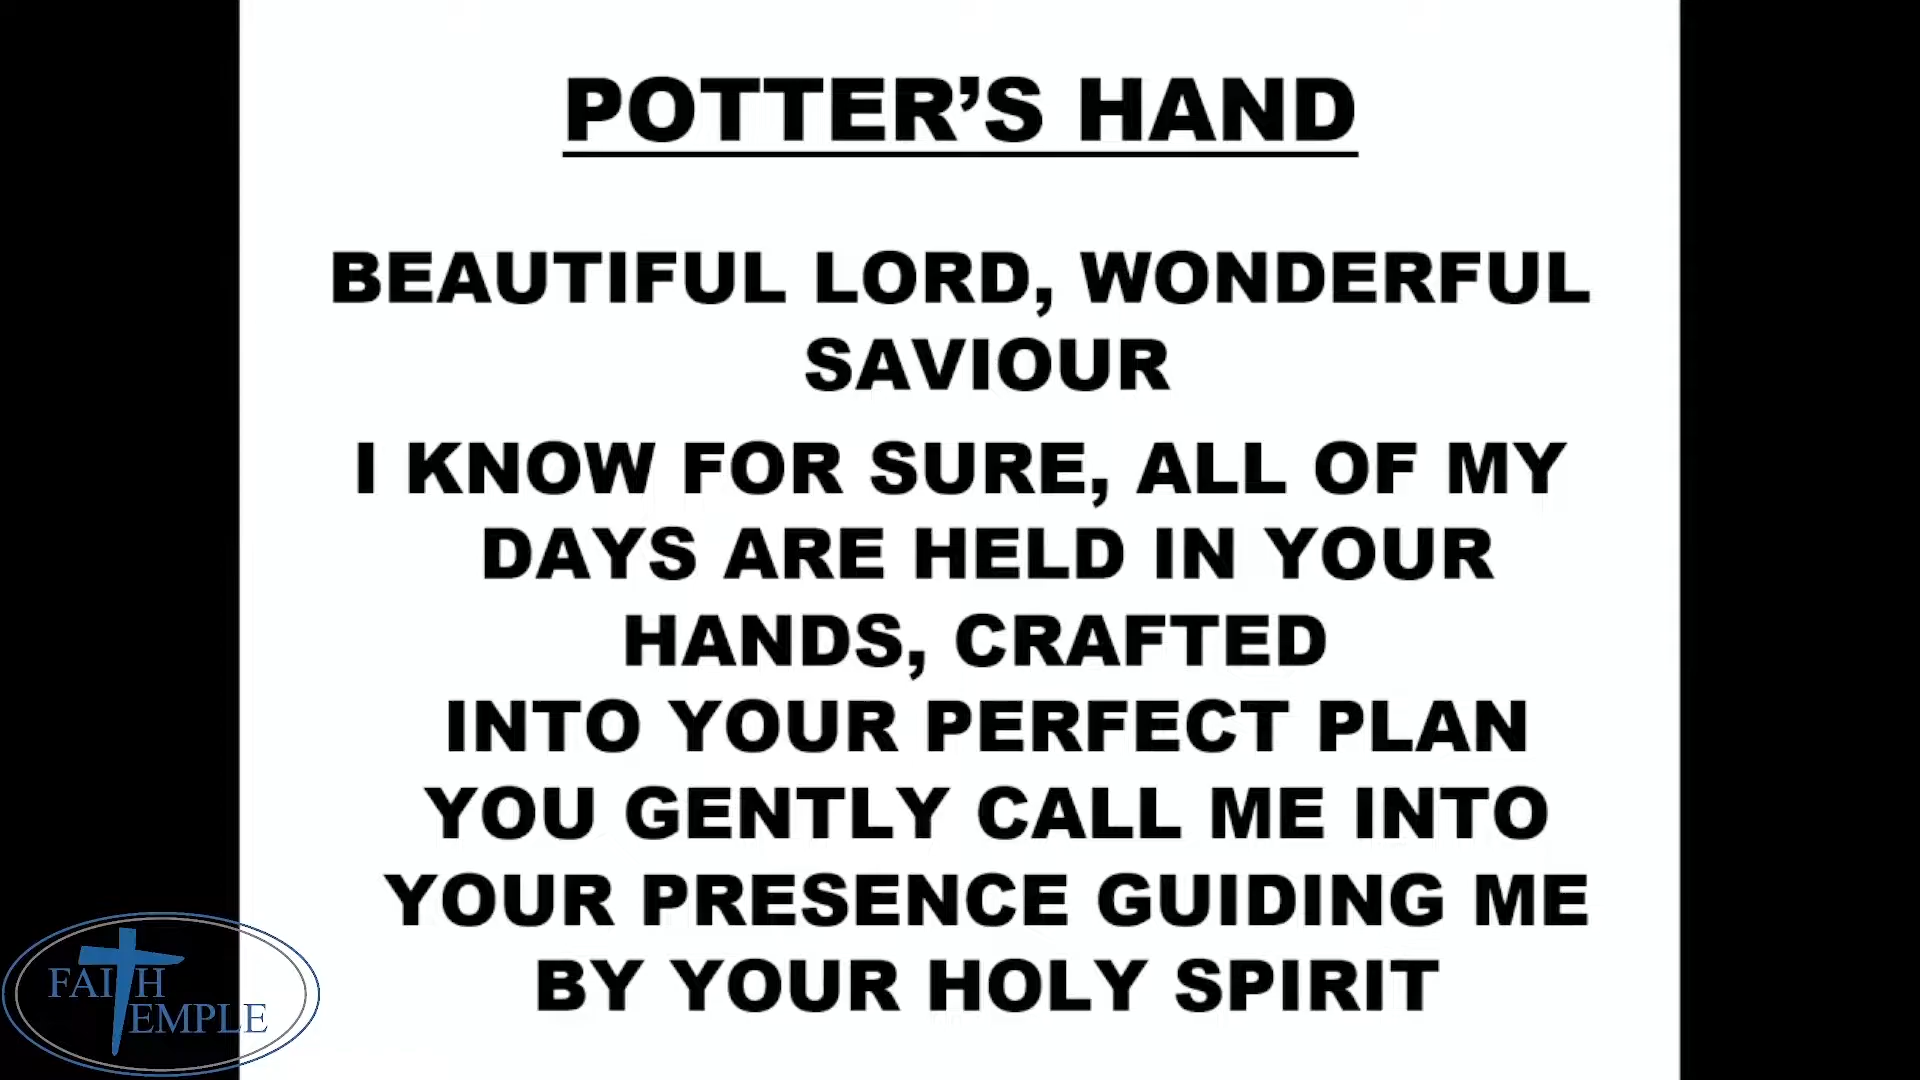 POTTER’S HAND
BEAUTIFUL LORD, WONDERFUL
SAVIOUR
I KNOW FOR SURE, ALL OF MY
DAYS ARE HELD IN YOUR
HANDS, CRAFTED
INTO YOUR PERFECT PLAN
YOU GENTLY CALL ME INTO
YOUR PRESENCE GUIDING ME
BY YOUR HOLY SPIRIT
FAITH
TEMPLE